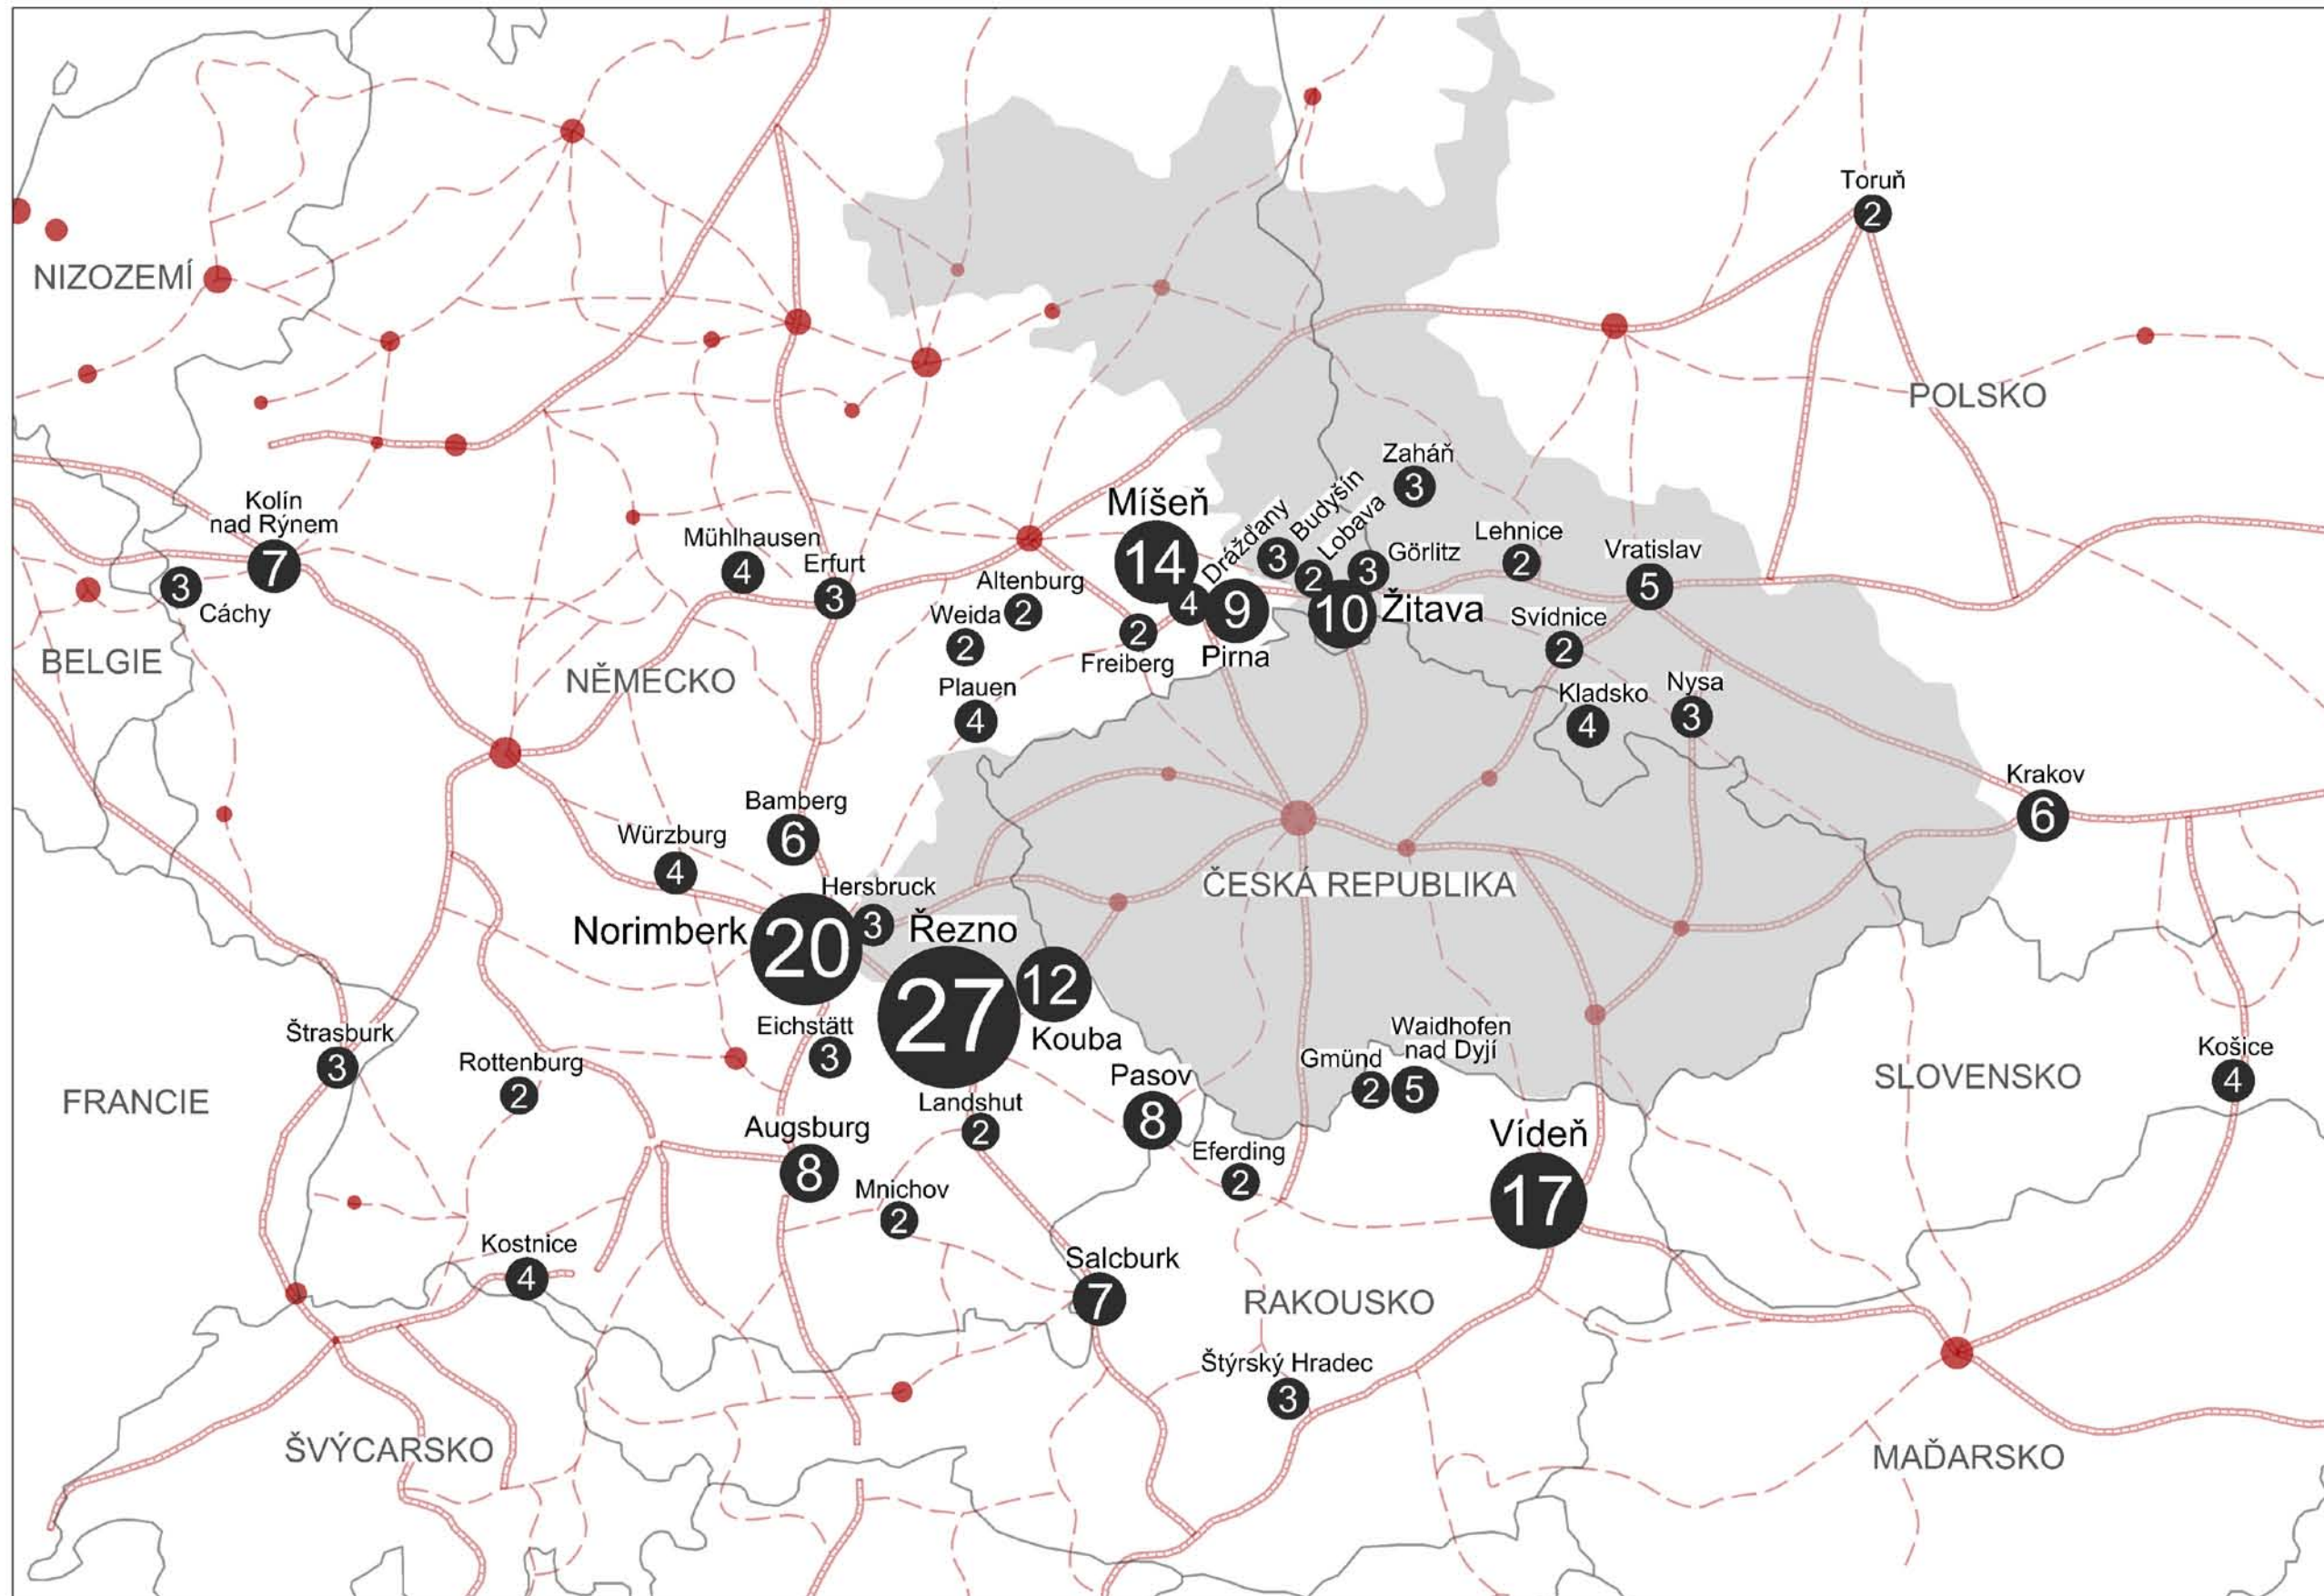 Toruň
2
NIZOZEMÍ
POLSKO
Zaháň
3
Míšeň
14
Drážďany
4
Budyšín
3
Lobava
2
Görlitz
3
Lehnice
2
Vratislav
5
Kolín
nad Rýnem
7
3
Cáchy
Mühlhausen
4
Erfurt
3
Altenburg
2
Weida
2
2
Freiberg
9
Pirna
10
Žitava
Svídnice
2
BELGIE
NĚMECKO
Plauen
4
Kladsko
4
Nysa
3
Krakov
6
Bamberg
6
Würzburg
4
Hersbruck
3
ČESKÁ REPUBLIKA
Norimberk
20
Řezno
27
12
Kouba
Eichstätt
3
Štrasburk
3
Rottenburg
2
FRANCIE
Landshut
2
Pasov
8
Gmünd
2
Waidhofen
nad Dyjí
5
SLOVENSKO
Košice
4
Augsburg
8
Eferding
2
Vídeň
17
Mnichov
2
Kostnice
4
Salcburk
7
RAKOUSKO
Štýrský Hradec
3
ŠVÝCARSKO
MAĎARSKO